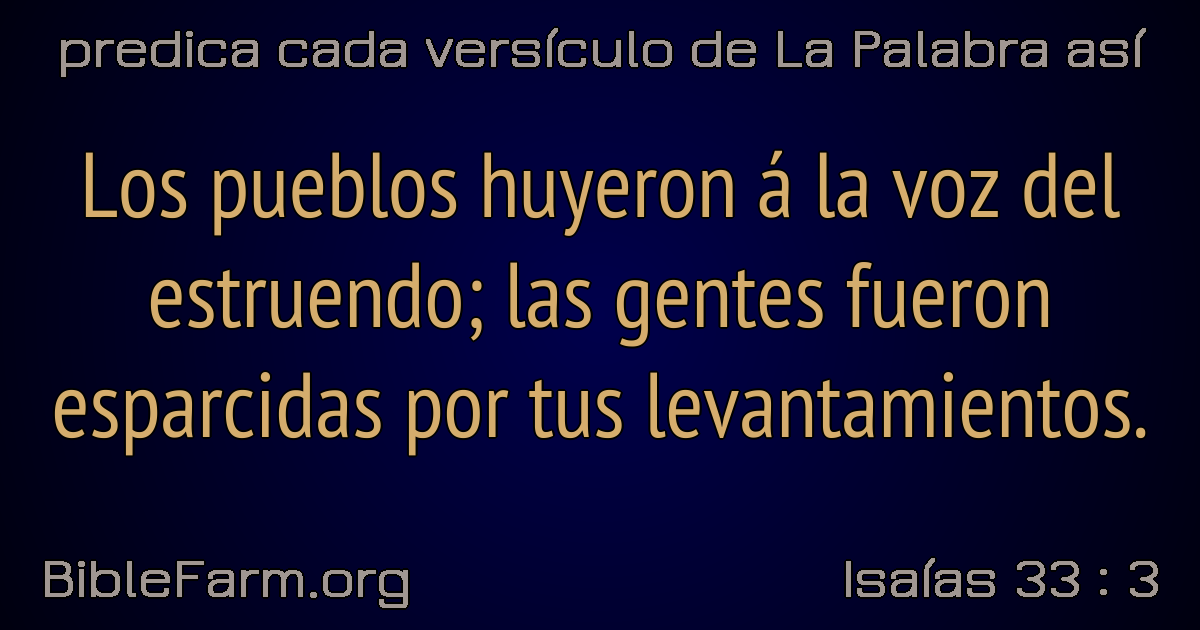 predica cada versículo de La Palabra así
Los pueblos huyeron á la voz del
estruendo; las gentes fueron
esparcidas por tus levantamientos.
BibleFarm.org
Isaías 33 : 3